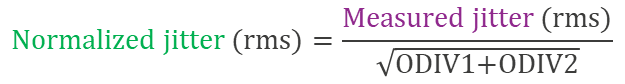 Normalized jitter (rms) = Measured jitter (rms) / √ODIV1+ODIV2